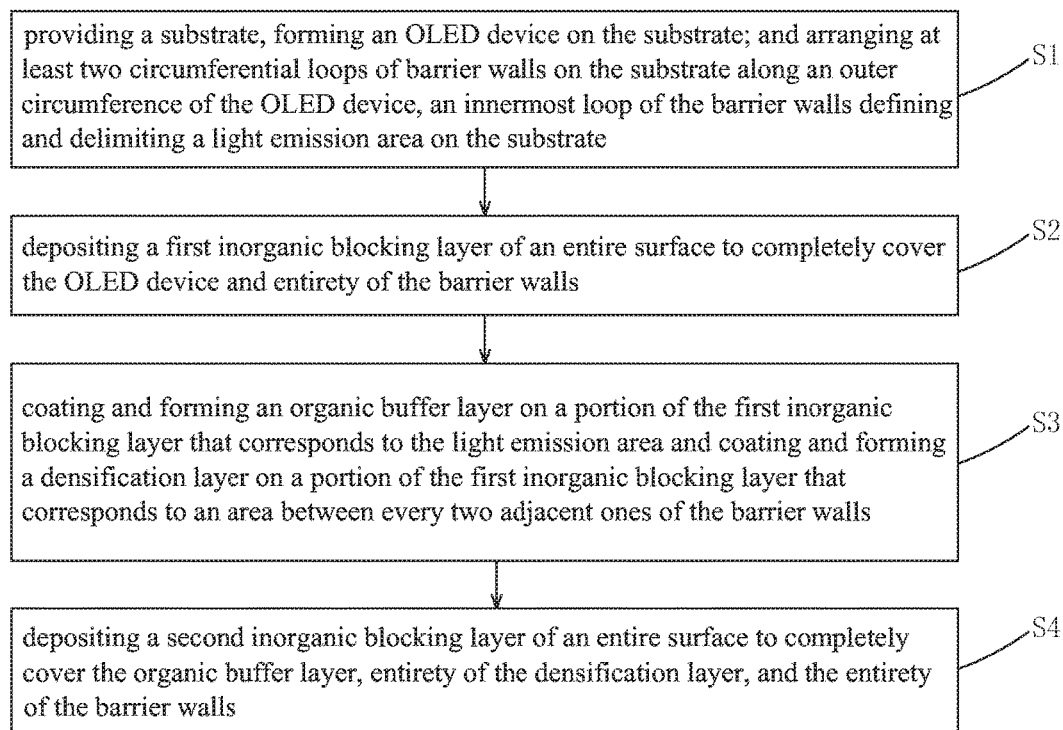 providing a substrate, forming an OLED device on the substrate; and arranging at
least two circumferential loops of barrier walls on the substrate along an outer
circumference of the OLED device, an innermost loop of the barrier walls defining
and delimiting a light emission area on the substrate
S1
depositing a first inorganic blocking layer of an entire surface to completely cover
the OLED device and entirety of the barrier walls
S2
coating and forming an organic buffer layer on a portion of the first inorganic
blocking layer that corresponds to the light emission area and coating and forming
a densification layer on a portion of the first inorganic blocking layer that
corresponds to an area between every two adjacent ones of the barrier walls
S3
depositing a second inorganic blocking layer of an entire surface to completely
cover the organic buffer layer, entirety of the densification layer, and the entirety
of the barrier walls
S4